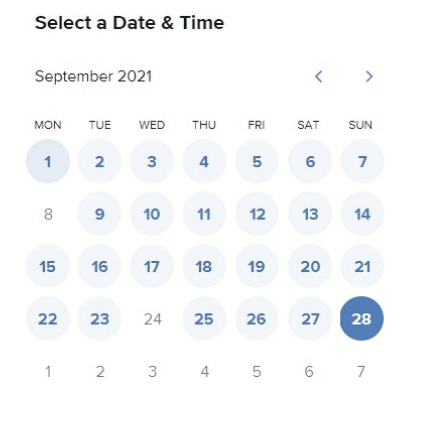 Select a Date & Time
September 2021
MON TUE WED THU FRI SAT SUN
1 2 3 4 5 6 7
8 9 10 11 12 13 14
15 16 17 18 19 20 21
22 23 24 25 26 27 28
1 2 3 4 5 6 7